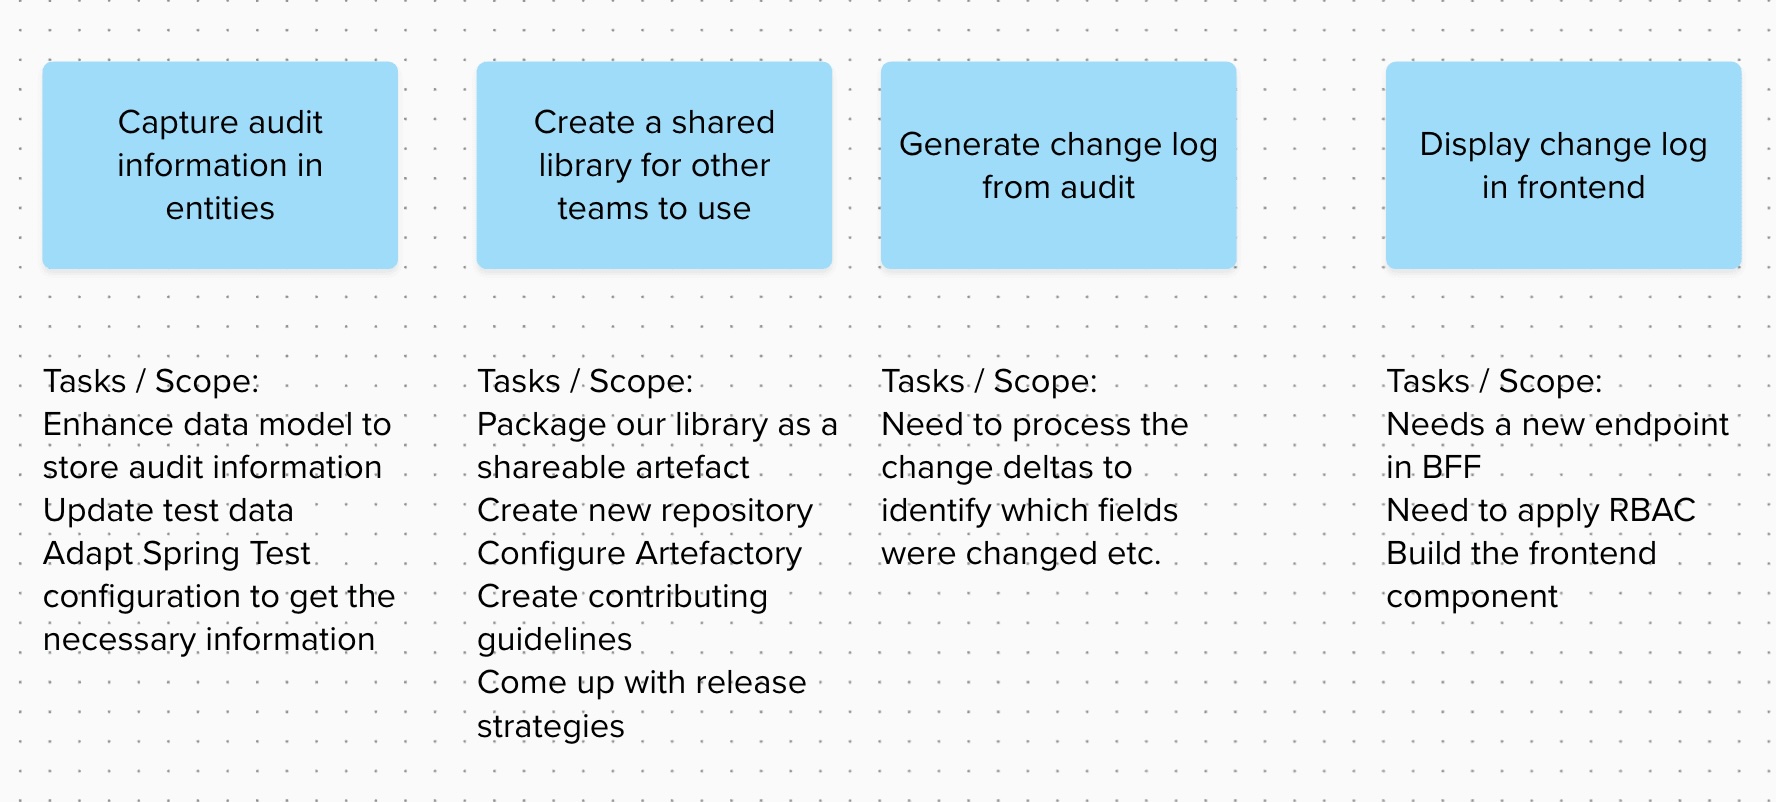 Capture audit
information in
entities
Create a shared
library for other
teams to use
Generate change log
from audit
Display change log
in frontend
Tasks / Scope:
Enhance data model to
store audit information
Update test data
Adapt Spring Test
configuration to get the
necessary information
Tasks / Scope:
Package our library as a
shareable artefact
Create new repository
Configure Artefactory
Create contributing
guidelines
Come up with release
strategies
Tasks / Scope:
Need to process the
change deltas to
identify which fields
were changed etc.
Tasks / Scope:
Needs a new endpoint
in BFF
Need to apply RBAC
Build the frontend
component